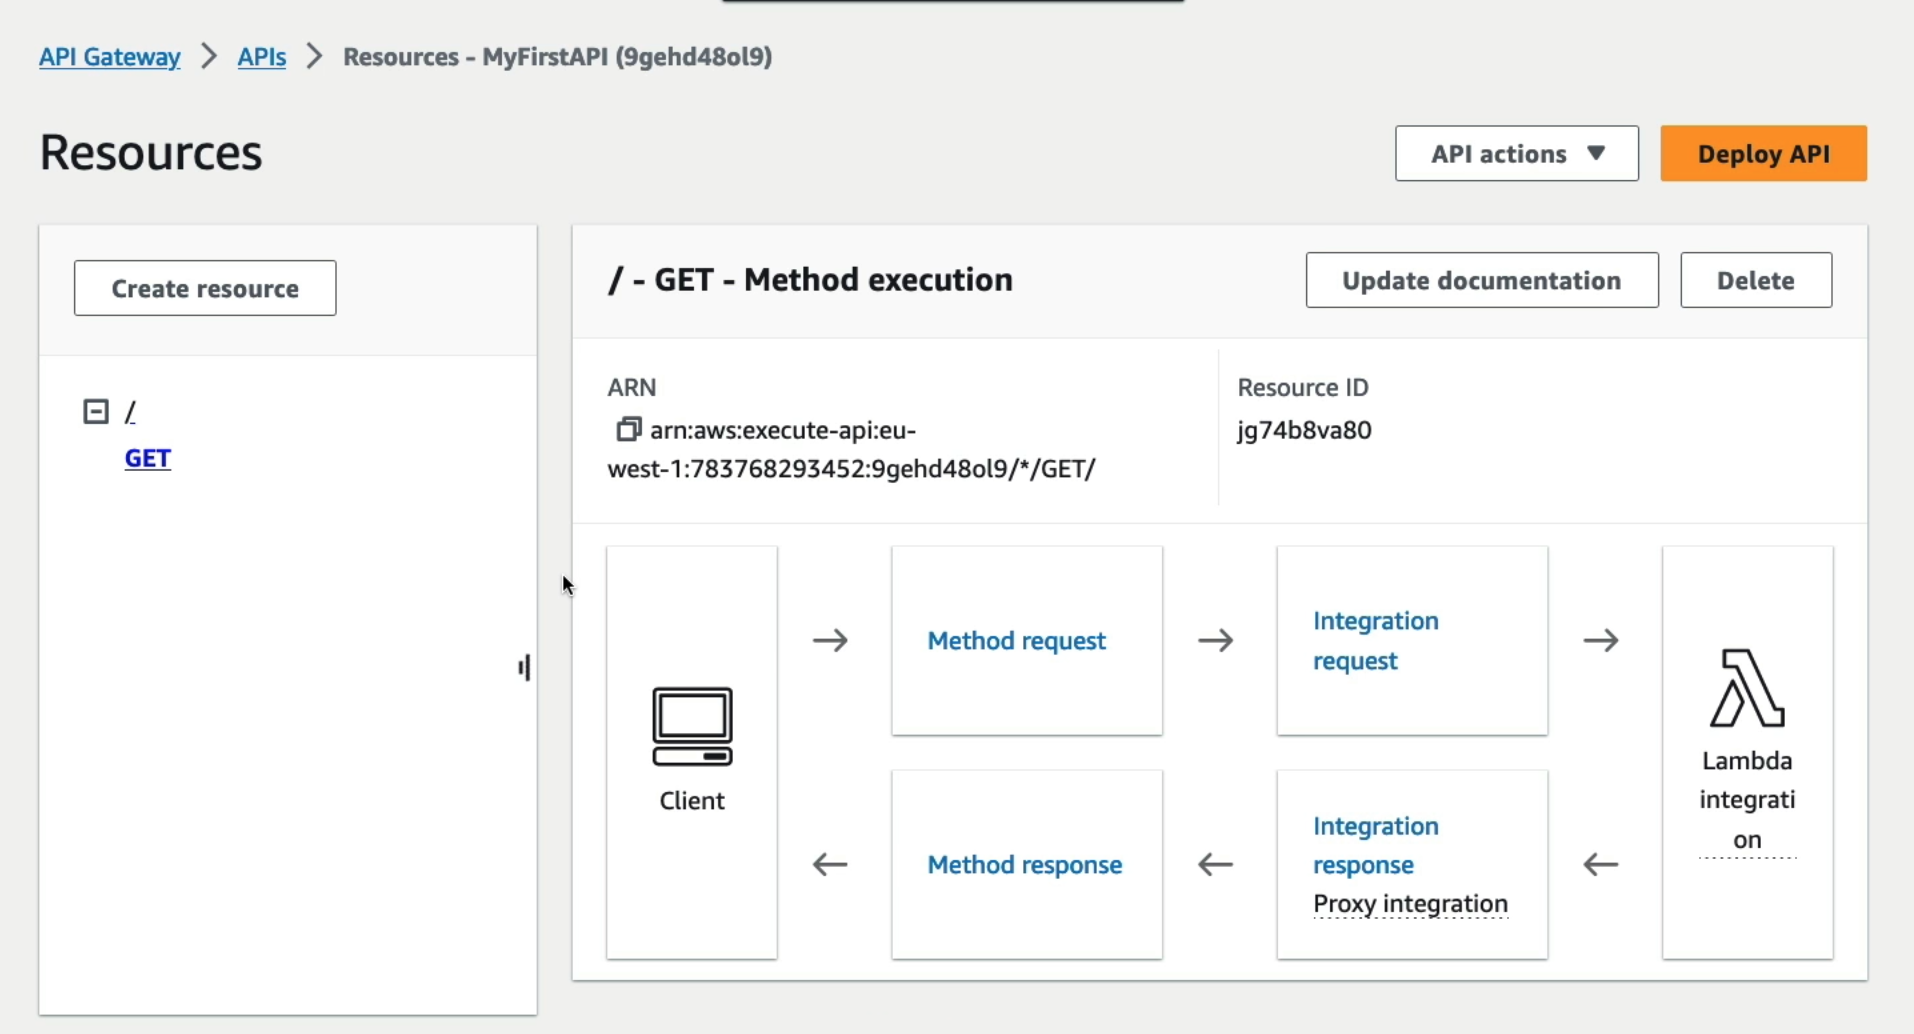 API Gateway > APIs > Resources - MyFirstAPI (9gehd48ol9)
Resources
API actions ▼
Deploy API
Create resource
/
GET
/ - GET - Method execution
Update documentation
Delete
ARN
arn:aws:execute-api:eu-
west-1:783768293452:9gehd48ol9/*/GET/
Resource ID
jg74b8va80
Client
Method request
Integration
request
Lambda
integrati
on
Method response
Integration
response
Proxy integration